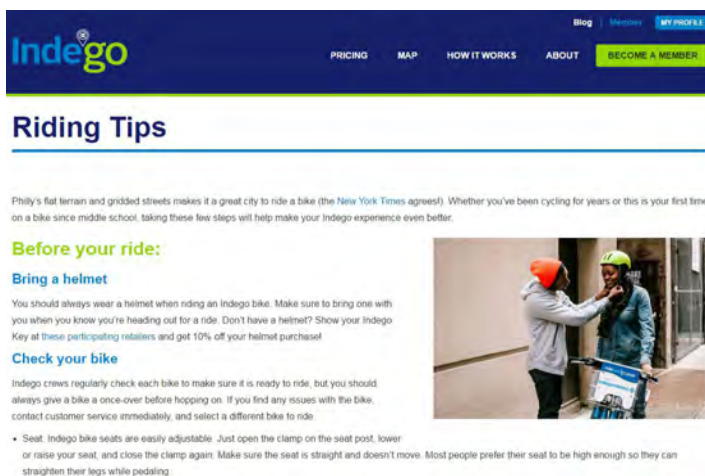 Blog | Member MY PROFILE
Indego
PRICING MAP HOW IT WORKS ABOUT BECOME A MEMBER
Riding Tips
Philly's flat terrain and gridded streets makes it a great city to ride a bike (the New York Times agrees!). Whether you've been cycling for years or this is your first time
on a bike since middle school, taking these few steps will help make your Indego experience even better.
Before your ride:
Bring a helmet
You should always wear a helmet when riding an Indego bike. Make sure to bring one with
you when you know you're heading out for a ride. Don't have a helmet? Show your Indego
Key at these participating retailers and get 10% off your helmet purchase!
Check your bike
Indego crews regularly check each bike to make sure it is ready to ride, but you should
always give a bike a once-over before hopping on. If you find any issues with the bike,
contact customer service immediately, and select a different bike to ride.
• Seat. Indego bike seats are easily adjustable. Just open the clamp on the seat post, lower
or raise your seat, and close the clamp again. Make sure the seat is straight and doesn't move. Most people prefer their seat to be high enough so they can
straighten their legs while pedaling.